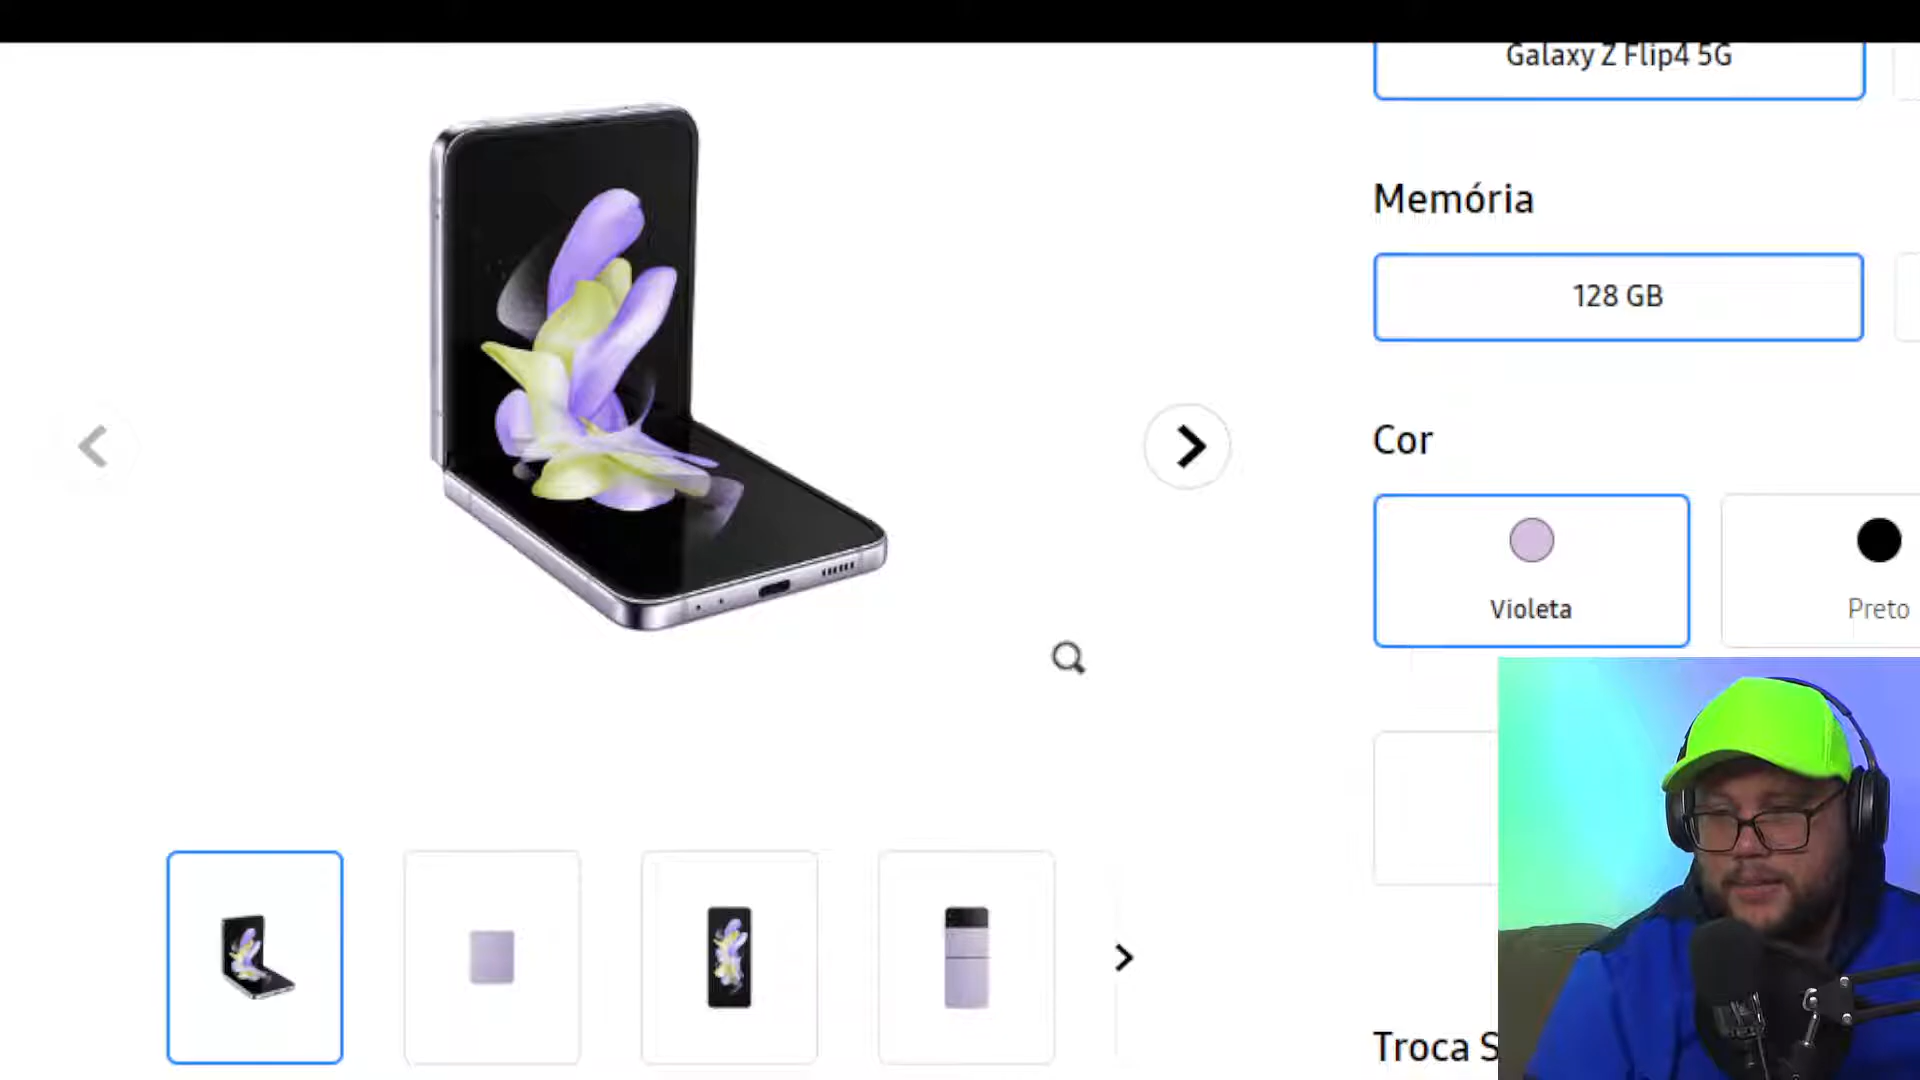 Galaxy Z Flip4 5G
Memória
128 GB
Cor
Violeta
Preto
Troca S